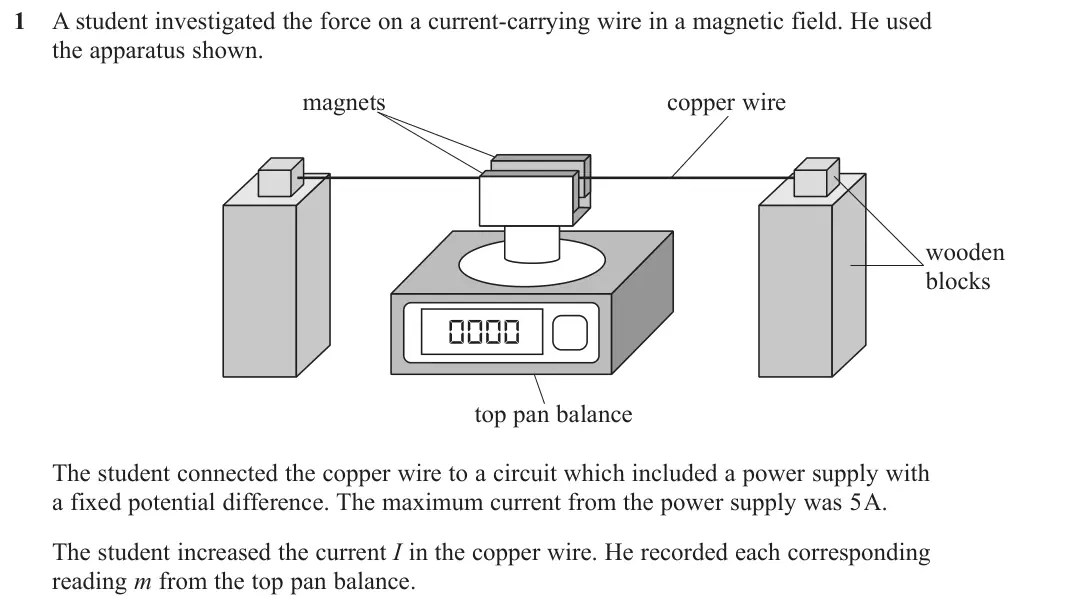 1 A student investigated the force on a current-carrying wire in a magnetic field. He used
the apparatus shown.
magnets
copper wire
wooden
blocks
0000
top pan balance
The student connected the copper wire to a circuit which included a power supply with
a fixed potential difference. The maximum current from the power supply was 5 A.
The student increased the current I in the copper wire. He recorded each corresponding
reading m from the top pan balance.